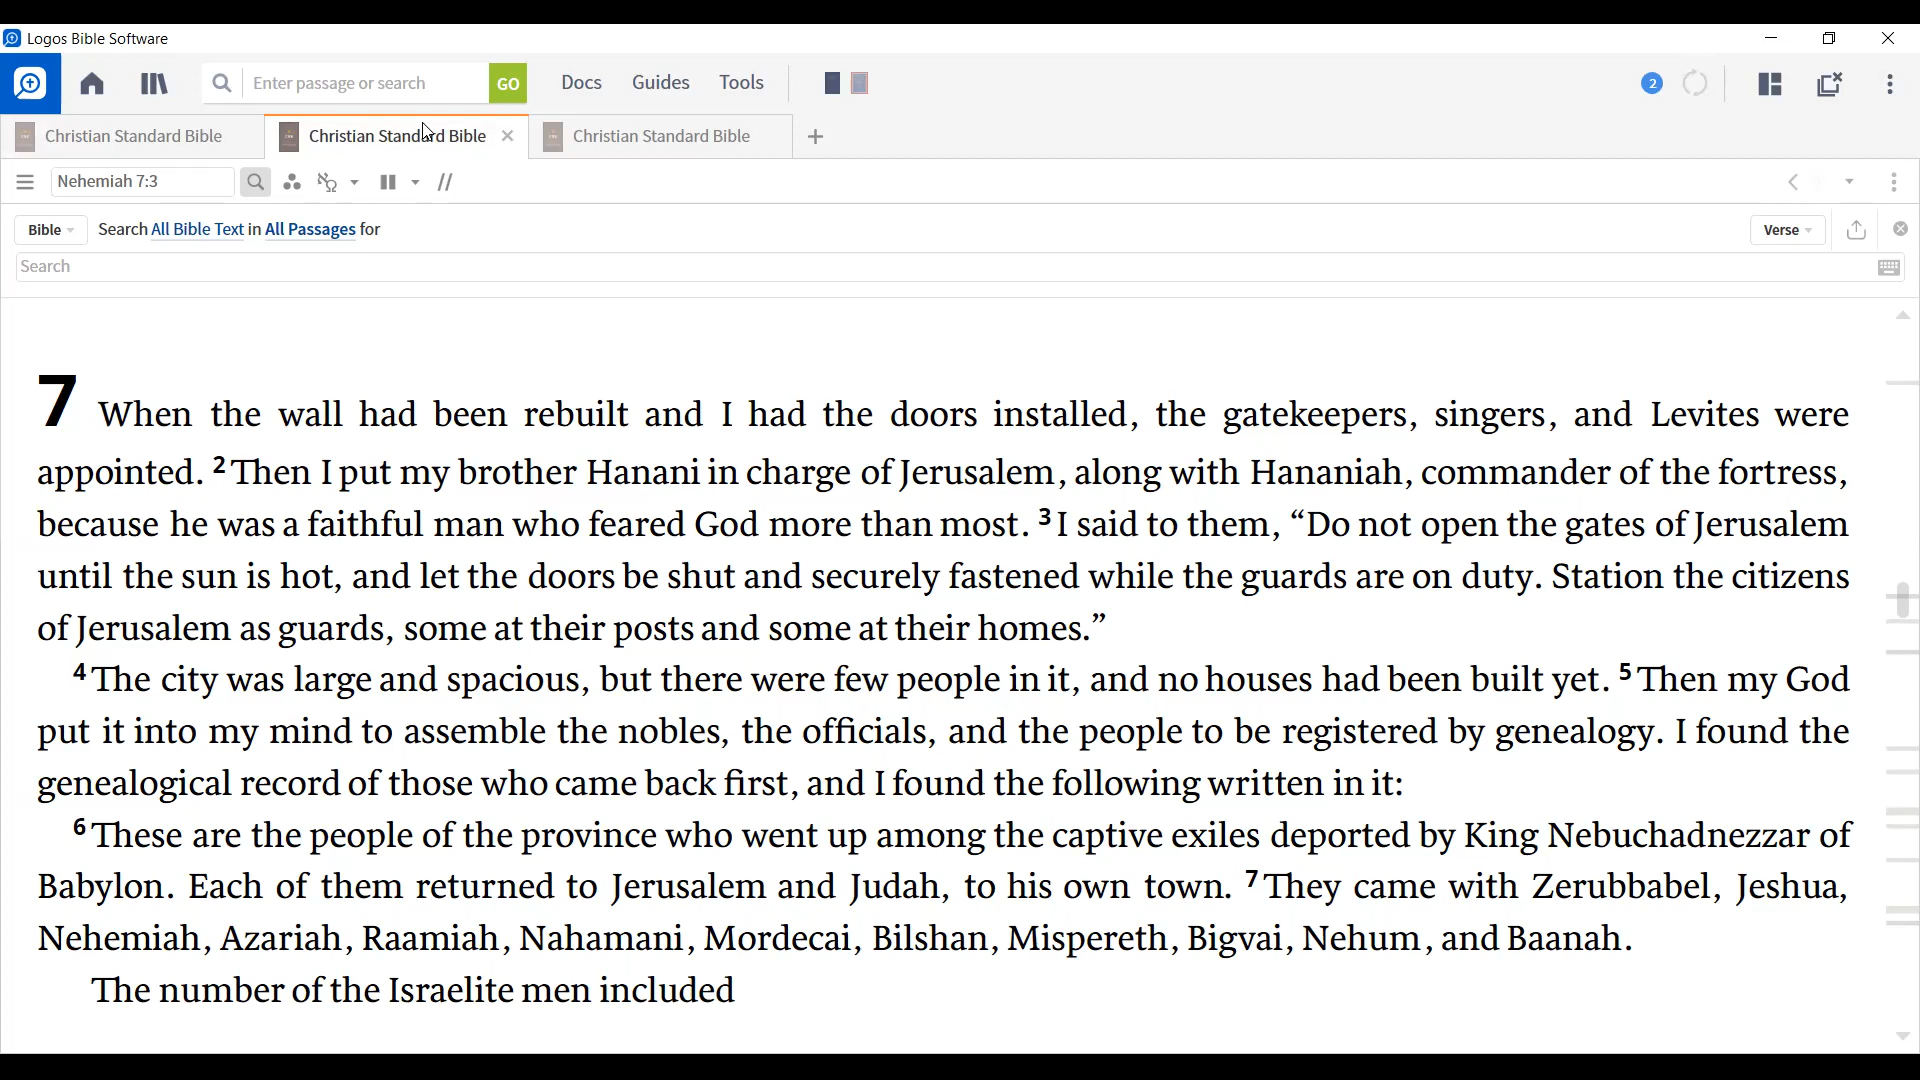 Logos Bible Software
Enter passage or search
GO
Docs
Guides
Tools
2
Christian Standard Bible
Christian Standard Bible
Christian Standard Bible
Nehemiah 7:3
Bible
Search All Bible Text in All Passages for
Verse
Search
7 When the wall had been rebuilt and I had the doors installed, the gatekeepers, singers, and Levites were
appointed. 2 Then I put my brother Hanani in charge of Jerusalem, along with Hananiah, commander of the fortress,
because he was a faithful man who feared God more than most. 3 I said to them, “Do not open the gates of Jerusalem
until the sun is hot, and let the doors be shut and securely fastened while the guards are on duty. Station the citizens
of Jerusalem as guards, some at their posts and some at their homes.”
4 The city was large and spacious, but there were few people in it, and no houses had been built yet. 5 Then my God
put it into my mind to assemble the nobles, the officials, and the people to be registered by genealogy. I found the
genealogical record of those who came back first, and I found the following written in it:
6 These are the people of the province who went up among the captive exiles deported by King Nebuchadnezzar of
Babylon. Each of them returned to Jerusalem and Judah, to his own town. 7 They came with Zerubbabel, Jeshua,
Nehemiah, Azariah, Raamiah, Nahamani, Mordecai, Bilshan, Mispereth, Bigvai, Nehum, and Baanah.
The number of the Israelite men included